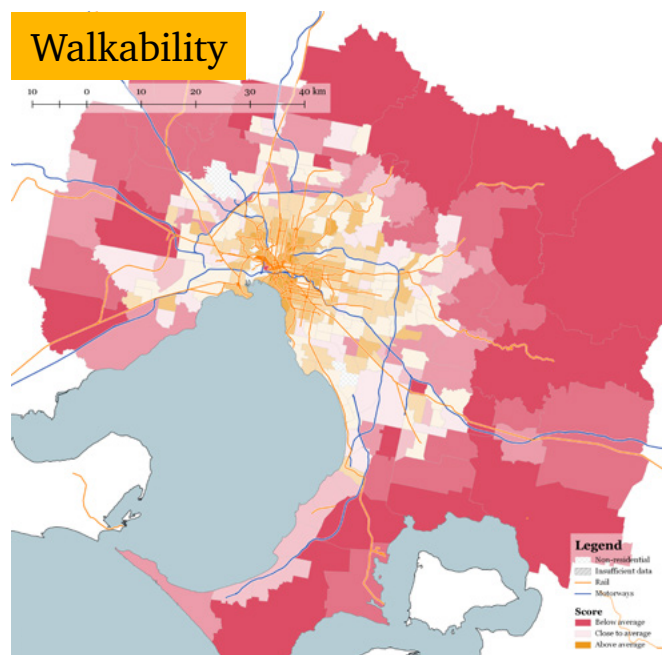 Walkability
10 0 10 20 30 40 km
Legend
Non-residential
Insufficient data
Rail
Motorways
Score
Below average
Close to average
Above average